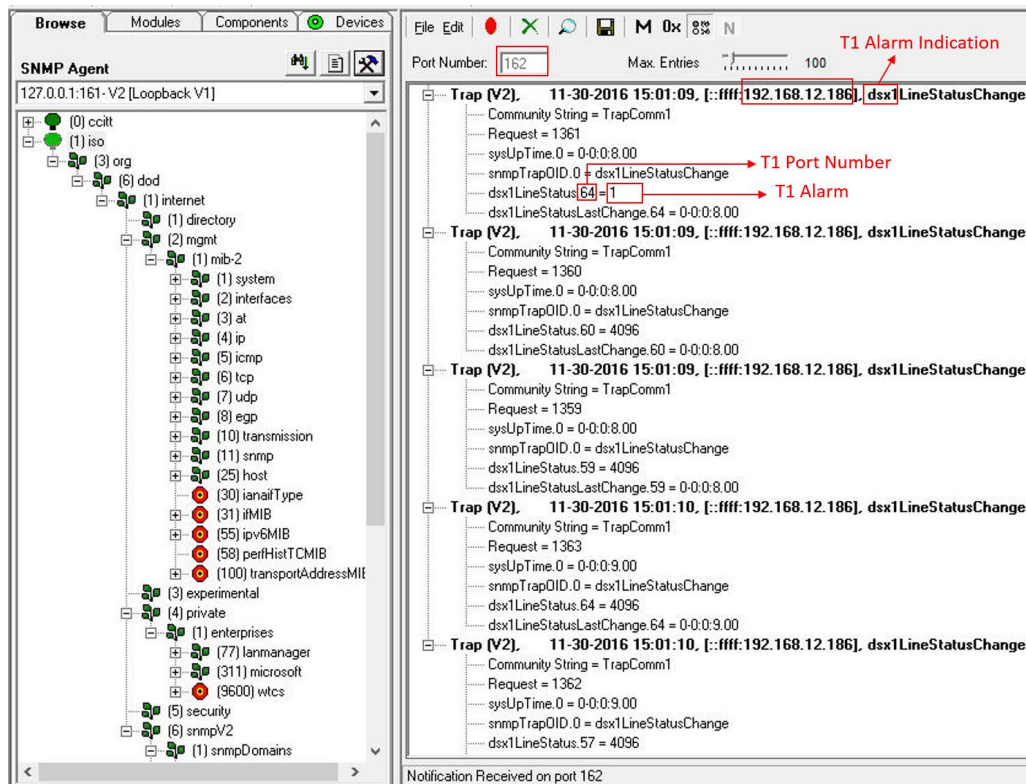 Browse Modules Components Devices
SNMP Agent
127.0.0.1:161- V2 [Loopback V1]
(0) ccitt
(1) iso
(3) org
(6) dod
(1) internet
(1) directory
(2) mgmt
(1) mib-2
(1) system
(2) interfaces
(3) at
(4) ip
(5) icmp
(6) tcp
(7) udp
(8) egp
(10) transmission
(11) snmp
(25) host
(30) ianaifType
(31) ifMIB
(55) ipv6MIB
(58) perfHistTCMIB
(100) transportAddressMIE
(3) experimental
(4) private
(1) enterprises
(77) lanmanager
(311) microsoft
(9600) wtcs
(5) security
(6) snmpV2
(1) snmpDomains
File Edit M 0x N
T1 Alarm Indication
Port Number: 162 Max. Entries 100
Trap (V2), 11-30-2016 15:01:09, [::ffff:192.168.12.186], dsx1LineStatusChange
Community String = TrapComm1
Request = 1361
sysUpTime.0 = 0-0:0:8.00
T1 Port Number
snmpTrapOID.0 = dsx1LineStatusChange
dsx1LineStatus.64 = 1
T1 Alarm
dsx1LineStatusLastChange.64 = 0-0:0:8.00
Trap (V2), 11-30-2016 15:01:09, [::ffff:192.168.12.186], dsx1LineStatusChange
Community String = TrapComm1
Request = 1360
sysUpTime.0 = 0-0:0:8.00
snmpTrapOID.0 = dsx1LineStatusChange
dsx1LineStatus.60 = 4096
dsx1LineStatusLastChange.60 = 0-0:0:8.00
Trap (V2), 11-30-2016 15:01:09, [::ffff:192.168.12.186], dsx1LineStatusChange
Community String = TrapComm1
Request = 1359
sysUpTime.0 = 0-0:0:8.00
snmpTrapOID.0 = dsx1LineStatusChange
dsx1LineStatus.59 = 4096
dsx1LineStatusLastChange.59 = 0-0:0:8.00
Trap (V2), 11-30-2016 15:01:10, [::ffff:192.168.12.186], dsx1LineStatusChange
Community String = TrapComm1
Request = 1363
sysUpTime.0 = 0-0:0:9.00
snmpTrapOID.0 = dsx1LineStatusChange
dsx1LineStatus.64 = 4096
dsx1LineStatusLastChange.64 = 0-0:0:9.00
Trap (V2), 11-30-2016 15:01:10, [::ffff:192.168.12.186], dsx1LineStatusChange
Community String = TrapComm1
Request = 1362
sysUpTime.0 = 0-0:0:9.00
snmpTrapOID.0 = dsx1LineStatusChange
dsx1LineStatus.57 = 4096
Notification Received on port 162